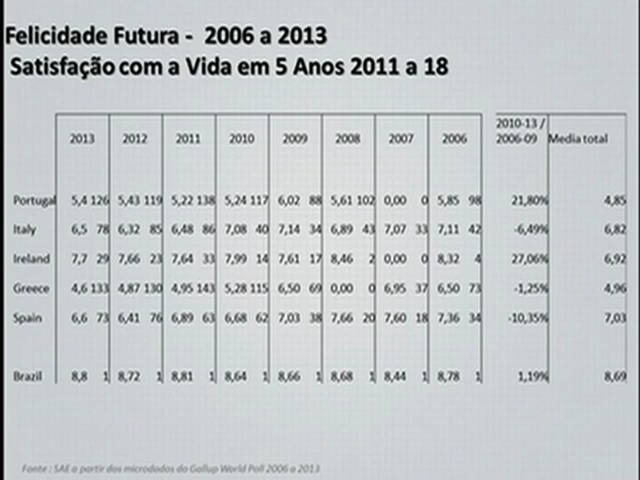 Felicidade Futura - 2006 a 2013
Satisfação com a Vida em 5 Anos 2011 a 18
2013 2012 2011 2010 2009 2008 2007 2006 2010-13 / 2006-09 Media total
Portugal 5,4 126 5,43 119 5,22 138 5,24 117 6,02 88 5,61 102 0,00 0 5,85 98 21,80% 4,85
Italy 6,5 78 6,32 85 6,48 86 7,08 40 7,14 34 6,89 43 7,07 33 7,11 42 -6,49% 6,82
Ireland 7,7 29 7,66 23 7,64 33 7,99 14 7,61 17 8,46 2 0,00 0 8,32 4 27,06% 6,92
Greece 4,6 133 4,87 130 4,95 143 5,28 115 6,50 69 0,00 0 6,95 37 6,50 73 -1,25% 4,96
Spain 6,6 73 6,41 76 6,89 63 6,68 62 7,03 38 7,66 20 7,60 18 7,36 34 -10,35% 7,03
Brazil 8,8 1 8,72 1 8,81 1 8,64 1 8,66 1 8,68 1 8,44 1 8,78 1 1,19% 8,69
Fonte : SAE a partir dos microdados do Gallup World Poll 2006 a 2013